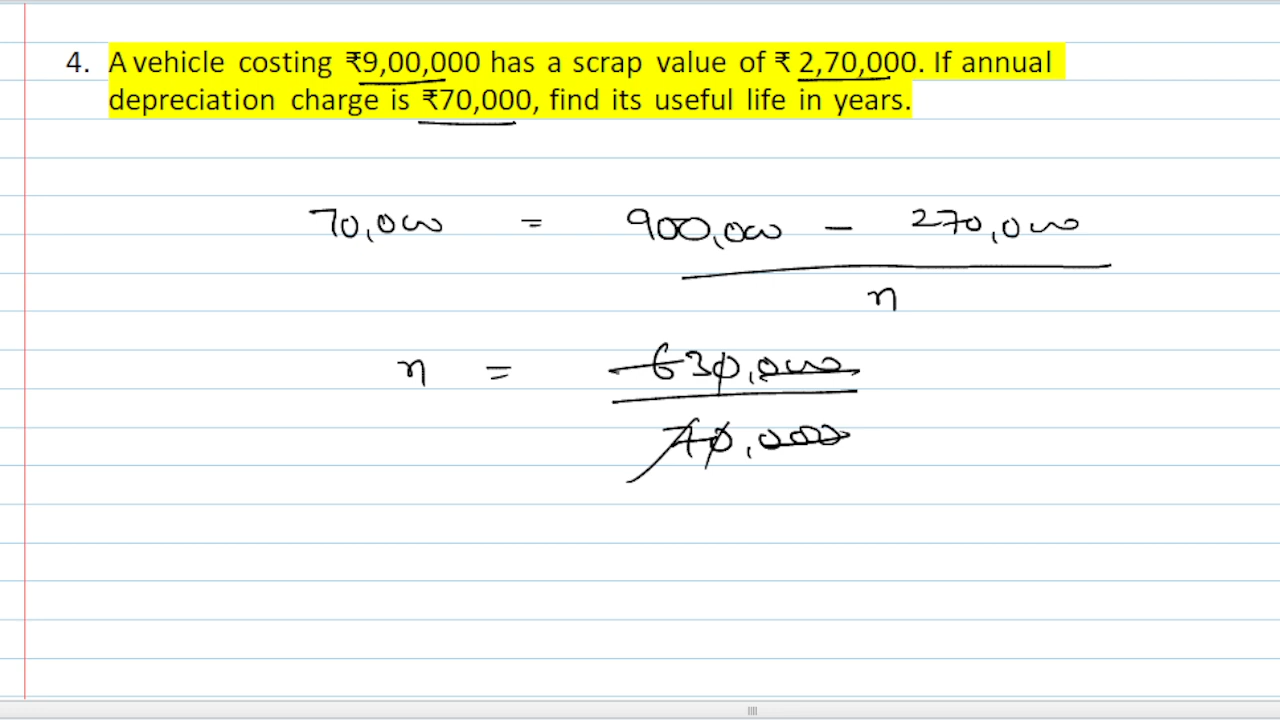 4. A vehicle costing ₹9,00,000 has a scrap value of ₹ 2,70,000. If annual
depreciation charge is ₹70,000, find its useful life in years.
70,000 = 900,000 - 270,000
n
n = 630,000
70,000